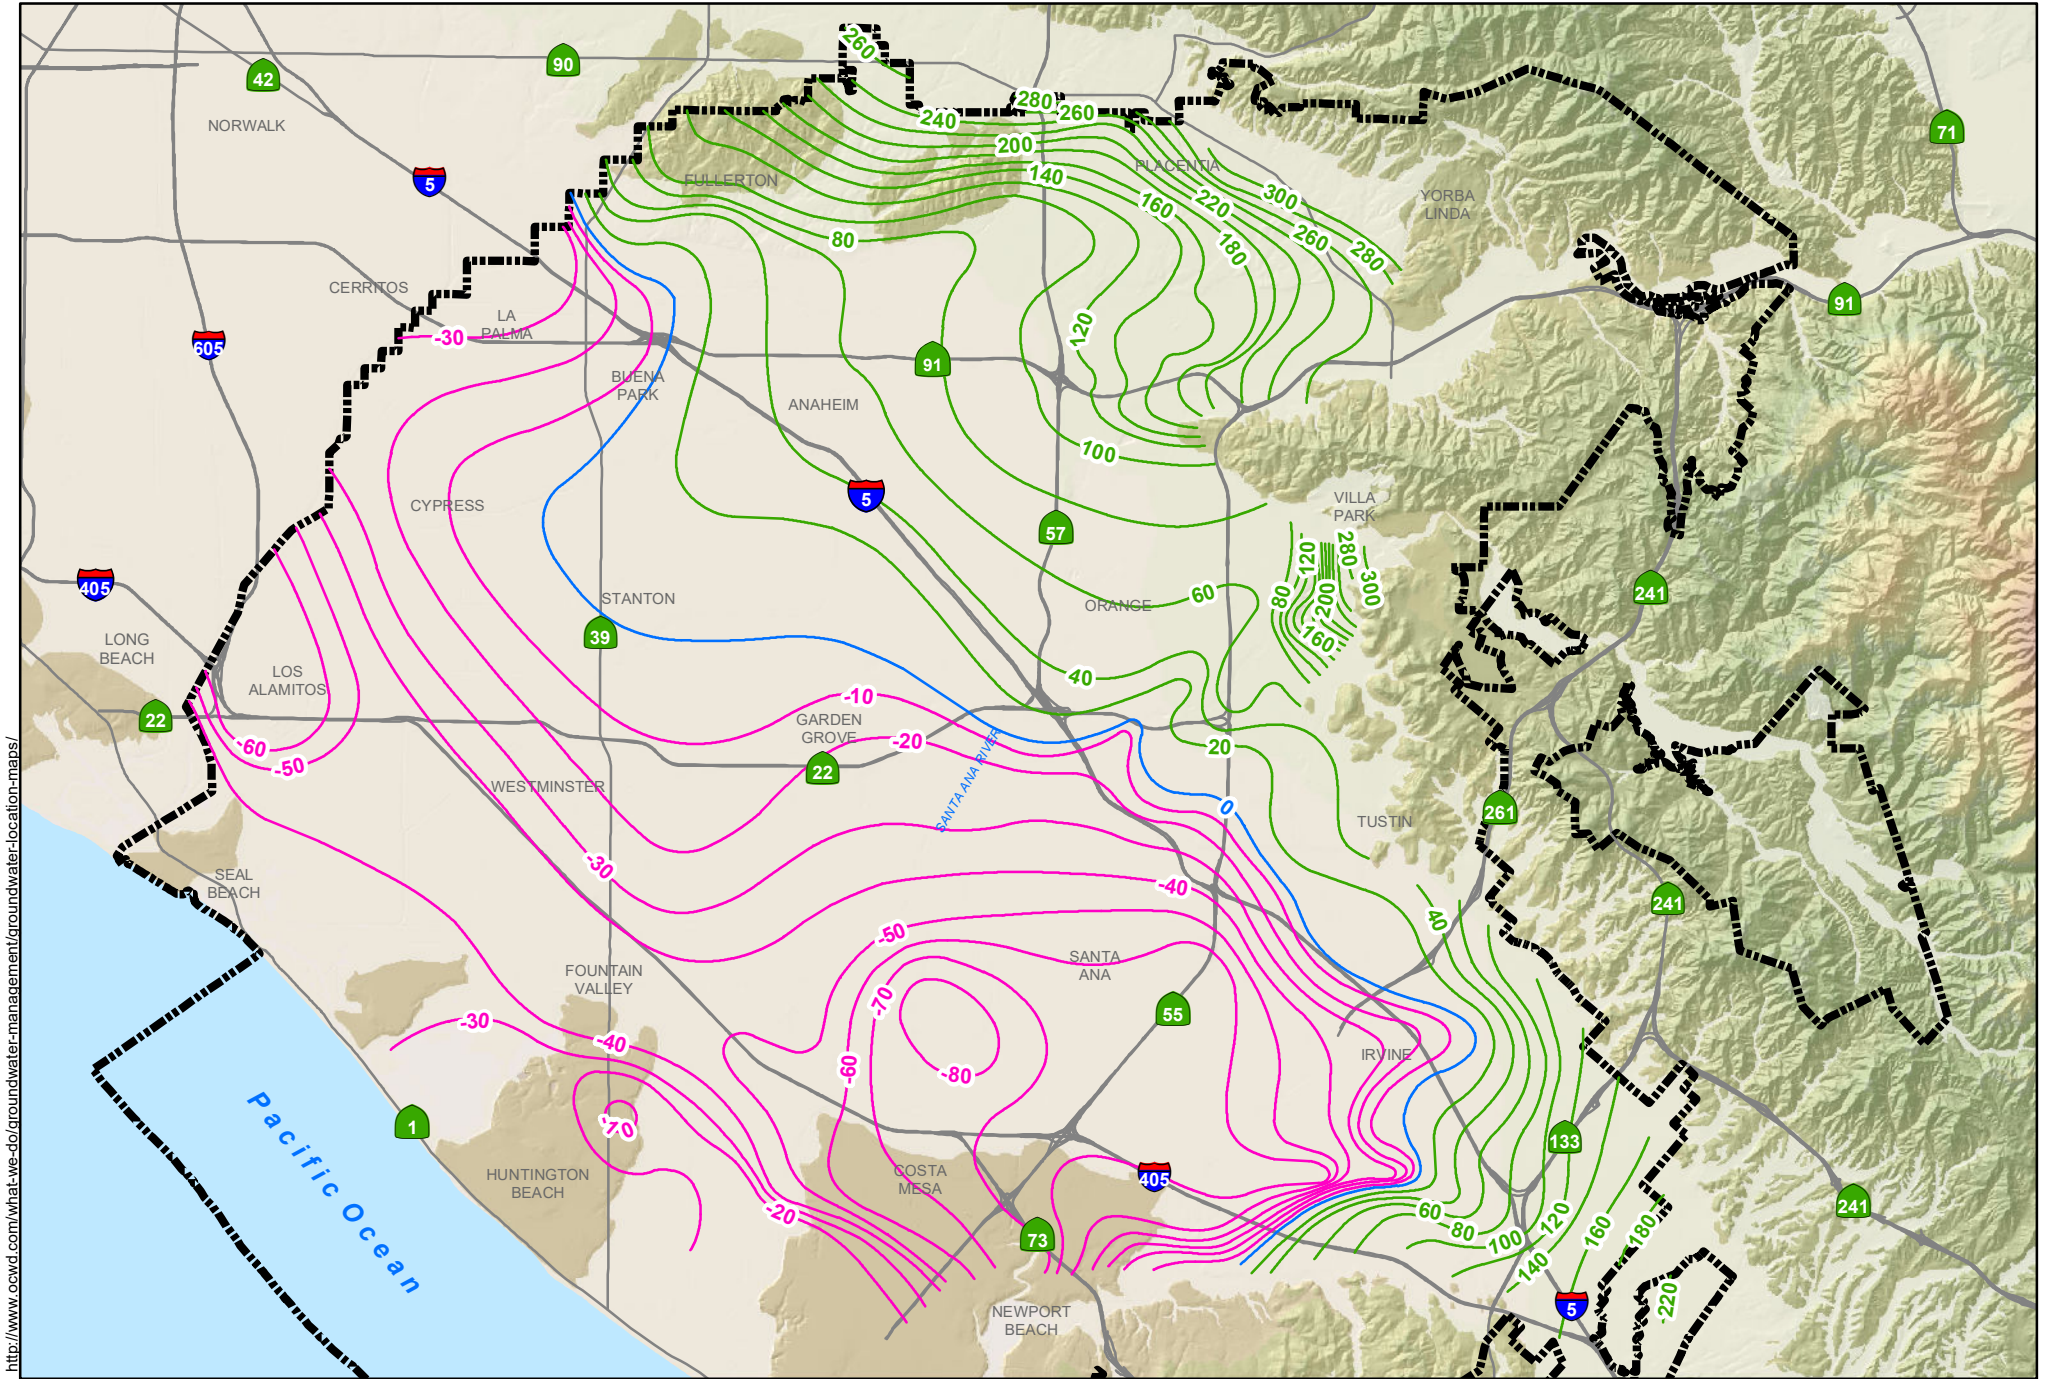 260
90
42
NORWALK
71
280
260
240
200
PLACENTIA
140
5
FULLERTON
300
YORBA
LINDA
160
220
80
260
180
280
CERRITOS
91
LA
PALMA
120
-30
605
91
BUENA
PARK
ANAHEIM
100
5
CYPRESS
VILLA
PARK
57
280
120
405
241
300
60
80
200
STANTON
ORANGE
39
160
LONG
BEACH
LOS
ALAMITOS
40
-10
22
GARDEN
GROVE
-20
20
-60
-50
22
SANTA ANA RIVER
WESTMINSTER
0
261
TUSTIN
-30
SEAL
BEACH
-40
241
40
-50
FOUNTAIN
VALLEY
SANTA
ANA
-70
55
-30
-40
IRVINE
-60
-80
1
-10
133
Pacific Ocean
HUNTINGTON
BEACH
COSTA
MESA
405
241
-20
60
80
100
120
160
180
73
140
220
5
NEWPORT
BEACH
http://www.ocwd.com/what-we-do/groundwater-management/groundwater-location-maps/